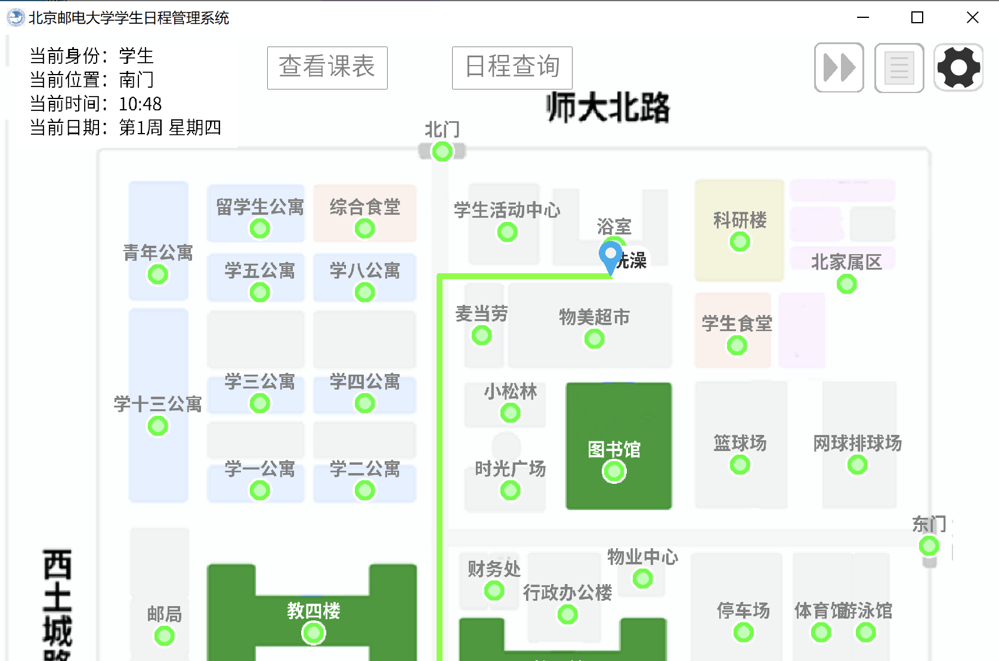 北京邮电大学学生日程管理系统
当前身份：学生
当前位置：南门
当前时间：10:48
当前日期：第1周 星期四
查看课表
日程查询
师大北路
北门
留学生公寓
综合食堂
学生活动中心
浴室
科研楼
青年公寓
洗澡
北家属区
学五公寓
学八公寓
麦当劳
物美超市
学生食堂
学三公寓
学四公寓
小松林
学十三公寓
图书馆
篮球场
网球排球场
学一公寓
学二公寓
时光广场
东门
西土城路
财务处
物业中心
行政办公楼
邮局
教四楼
停车场
体育馆
游泳馆